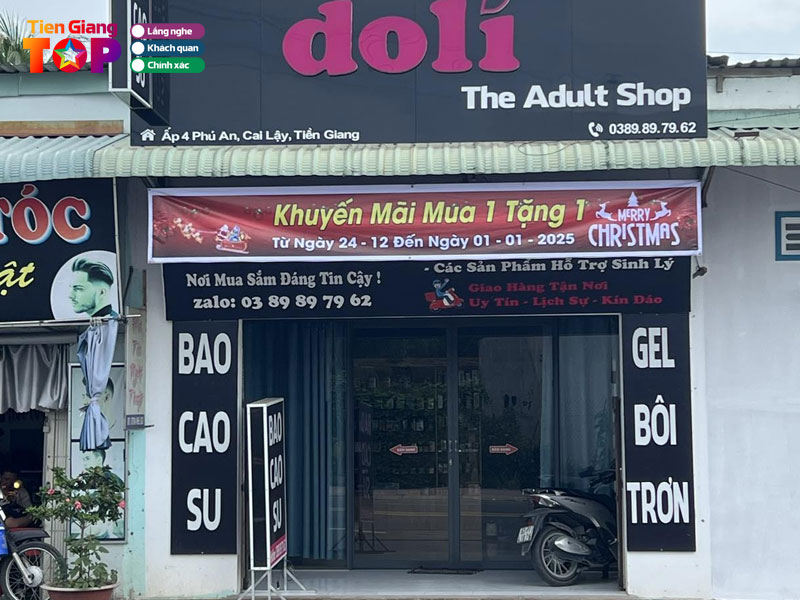 Tien Giang
TOP
Lắng nghe
Khách quan
Chính xác
CAO
SU
doli
The Adult Shop
Ấp 4 Phú An, Cai Lậy, Tiền Giang
0389.89.79.62
Khuyến Mãi Mua 1 Tặng 1
Từ Ngày 24 - 12 Đến Ngày 01 - 01 - 2025
MERRY
CHRISTMAS
TÓC
Nơi Mua Sắm Đáng Tin Cậy !
zalo: 03 89 89 79 62
- Các Sản Phẩm Hỗ Trợ Sinh Lý
Giao Hàng Tận Nơi
Uy Tín - Lịch Sự - Kín Đáo
BAO
CAO
SU
GEL
BÔI
TRƠN
BAO
CAO
SU